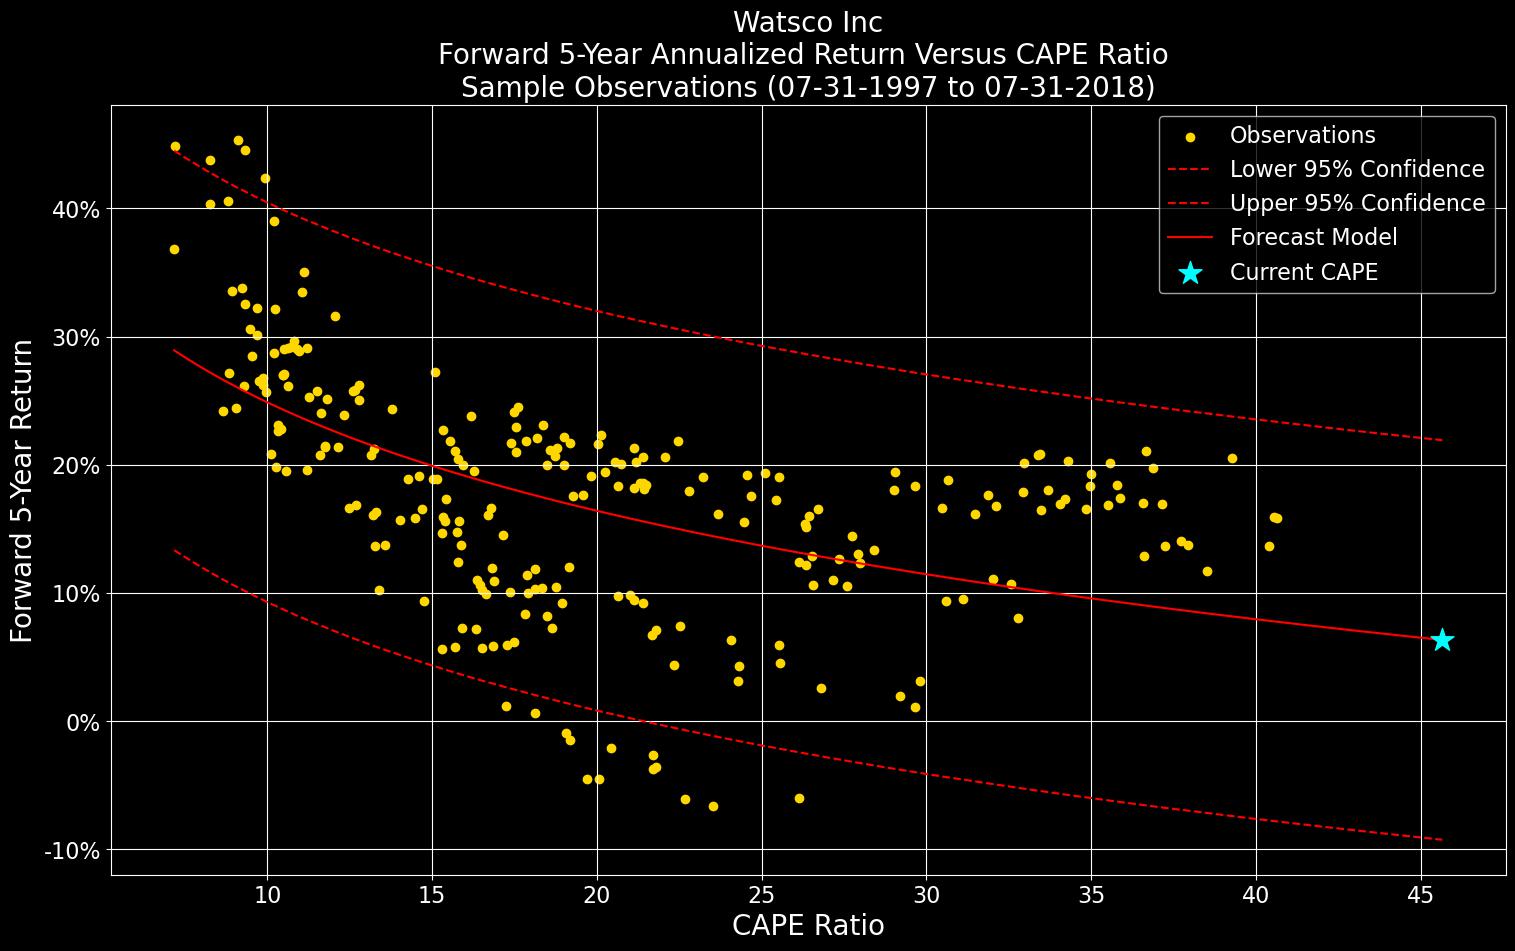 Watsco Inc
Forward 5-Year Annualized Return Versus CAPE Ratio
Sample Observations (07-31-1997 to 07-31-2018)
Observations
Lower 95% Confidence
Upper 95% Confidence
Forecast Model
Current CAPE
Forward 5-Year Return
40%
30%
20%
10%
0%
-10%
10 15 20 25 30 35 40 45
CAPE Ratio